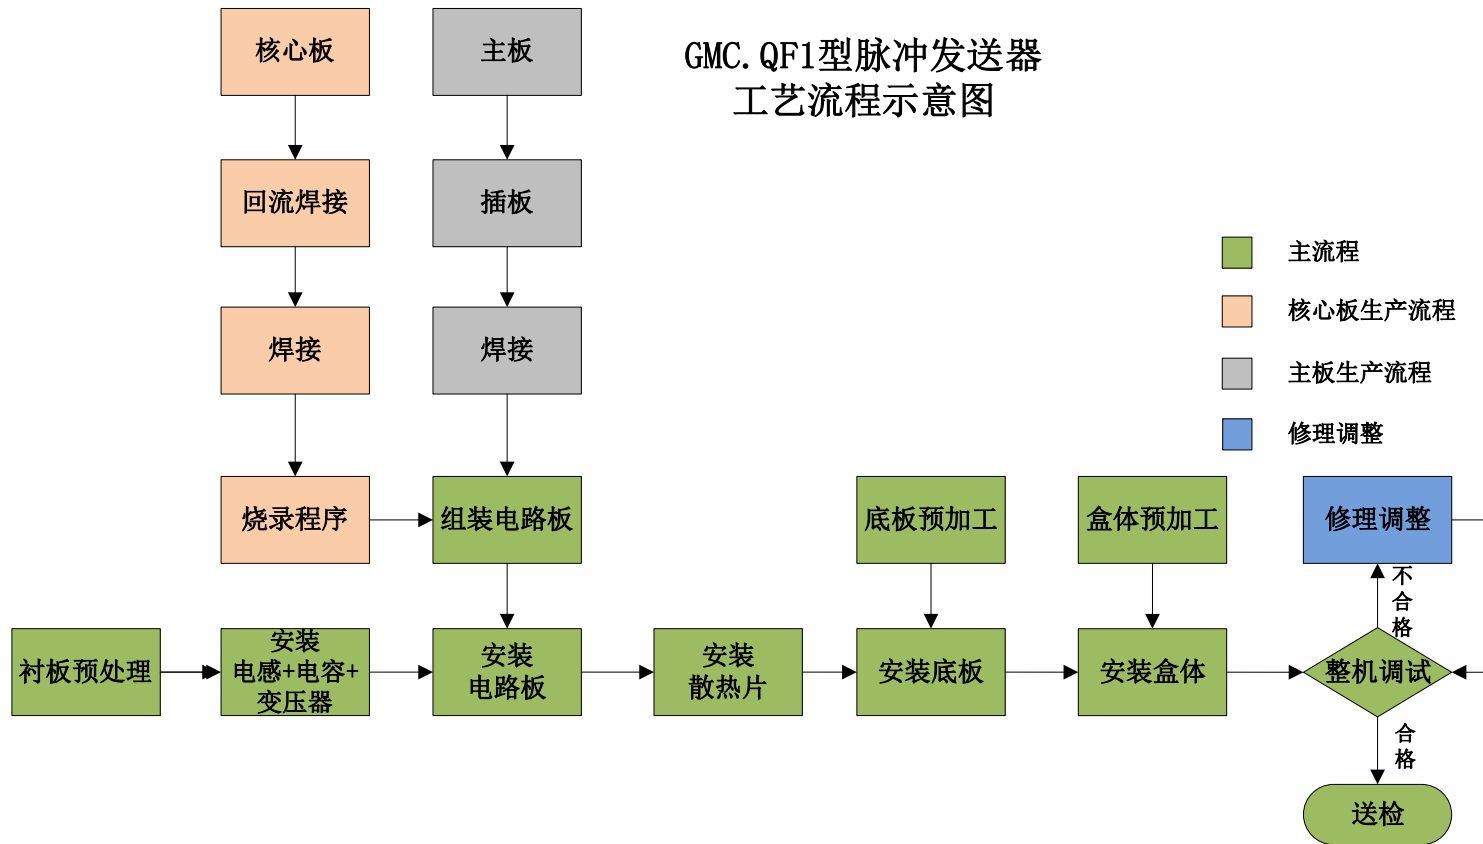 GMC.QF1型脉冲发送器
工艺流程示意图
核心板
主板
回流焊接
插板
主流程
核心板生产流程
焊接
焊接
主板生产流程
修理调整
烧录程序
组装电路板
底板预加工
盒体预加工
修理调整
不
合
格
衬板预处理
安装
电感+电容+
变压器
安装
电路板
安装
散热片
安装底板
安装盒体
整机调试
合
格
送检